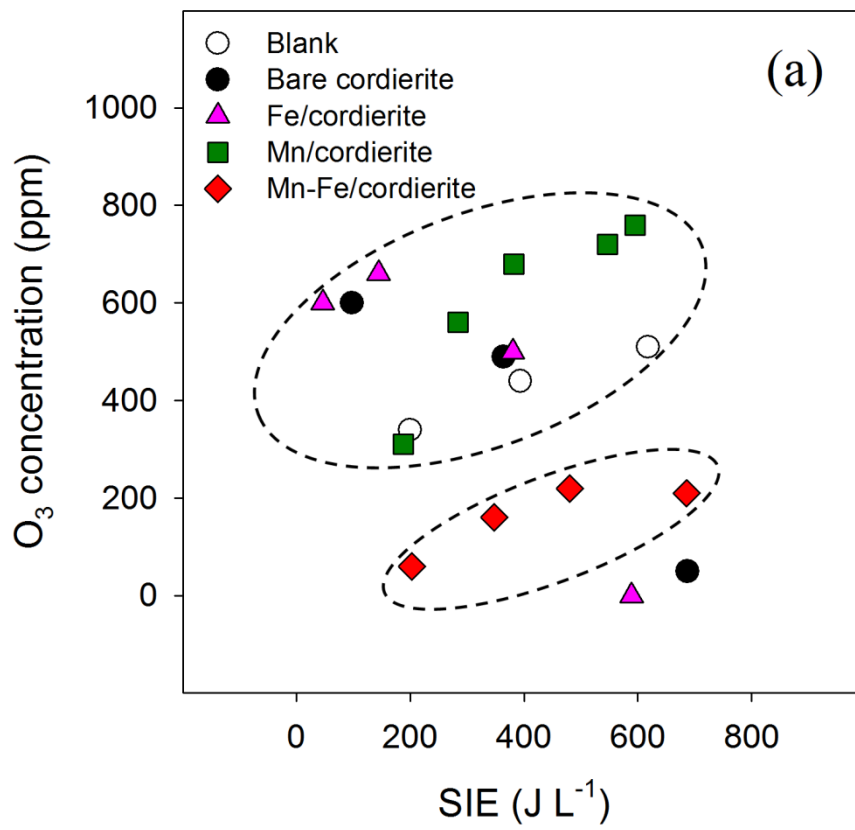 Blank
(a)
Bare cordierite
Fe/cordierite
Mn/cordierite
Mn-Fe/cordierite
O₃ concentration (ppm)
1000
800
600
400
200
0
0 200 400 600 800
SIE (J L⁻¹)